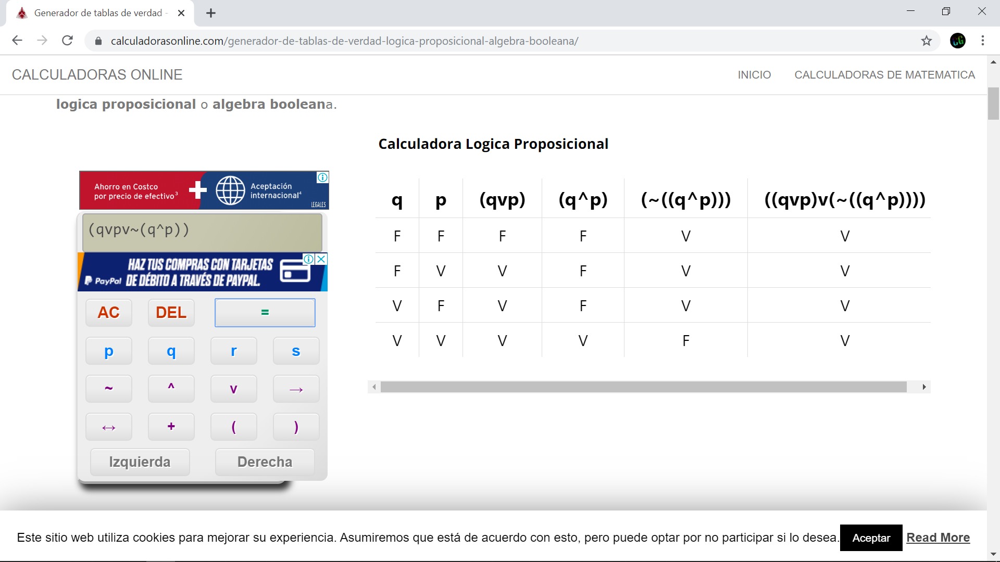 Generador de tablas de verdad -
calculadorasonline.com/generador-de-tablas-de-verdad-logica-proposicional-algebra-booleana/
CG
CALCULADORAS ONLINE
INICIO
CALCULADORAS DE MATEMATICA
logica proposicional o algebra booleana.
Calculadora Logica Proposicional
Ahorro en Costco
por precio de efectivo³
Aceptación
internacional⁴
LEGALES
(qvpv~(q^p))
PayPal
HAZ TUS COMPRAS CON TARJETAS
DE DÉBITO A TRAVÉS DE PAYPAL.
AC DEL =
p q r s
~ ^ v →
↔ + ( )
Izquierda Derecha
q p (qvp) (q^p) (~((q^p))) ((qvp)v(~((q^p))))
F F F F V V
F V V F V V
V F V F V V
V V V V F V
Este sitio web utiliza cookies para mejorar su experiencia. Asumiremos que está de acuerdo con esto, pero puede optar por no participar si lo desea.
Aceptar
Read More